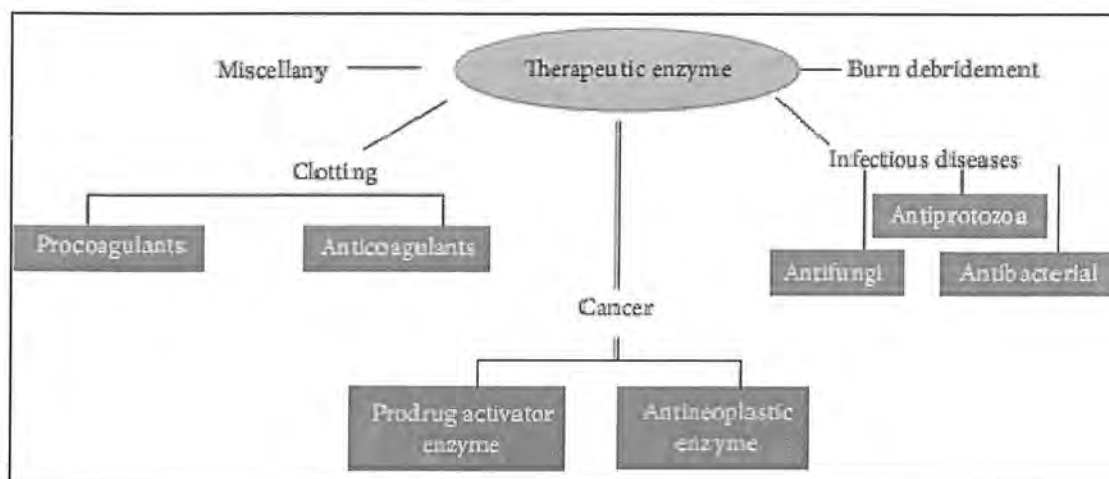 Therapeutic enzyme
Miscellany
Burn debridement
Clotting
Infectious diseases
Procoagulants
Anticoagulants
Antiprotozoa
Antifungi
Antibacterial
Cancer
Prodrug activator
enzyme
Antineoplastic
enzyme